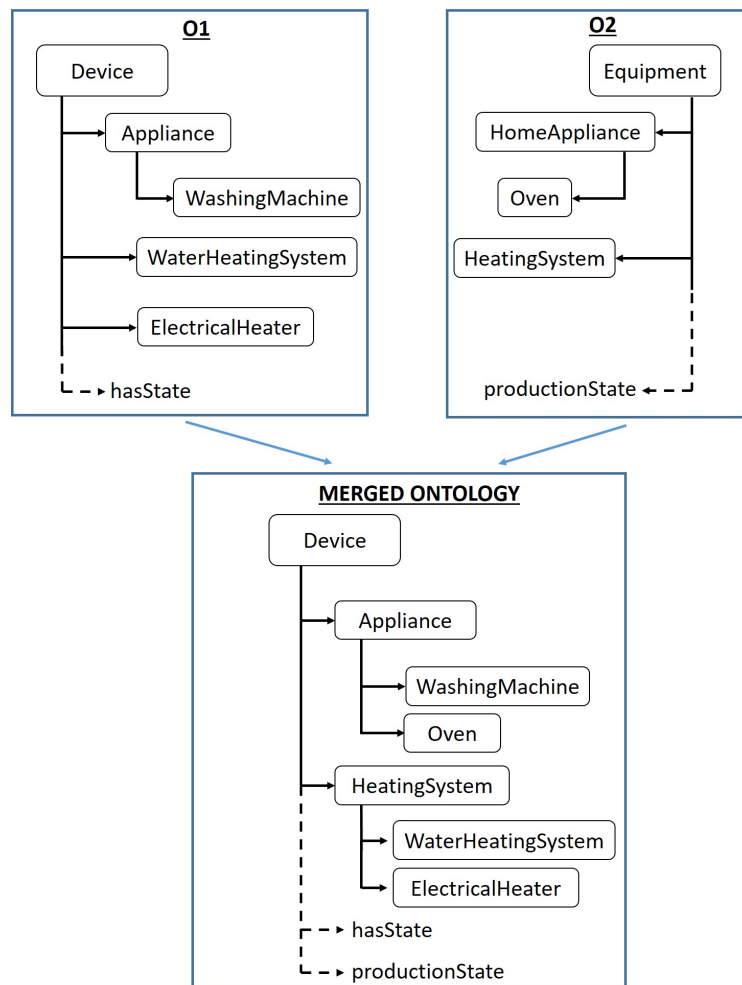 O1
Device
Appliance
WashingMachine
WaterHeatingSystem
ElectricalHeater
hasState
O2
Equipment
HomeAppliance
Oven
HeatingSystem
productionState
MERGED ONTOLOGY
Device
Appliance
WashingMachine
Oven
HeatingSystem
WaterHeatingSystem
ElectricalHeater
hasState
productionState